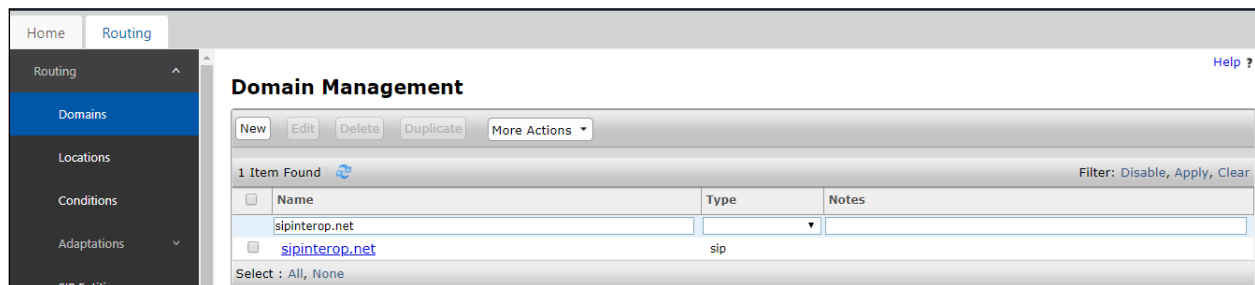 Home Routing
Help ?
Routing
Domain Management
Domains
New Edit Delete Duplicate More Actions
Locations
1 Item Found Filter: Disable, Apply, Clear
Conditions
Name Type Notes
sipinterop.net
Adaptations
sipinterop.net sip
Select : All, None